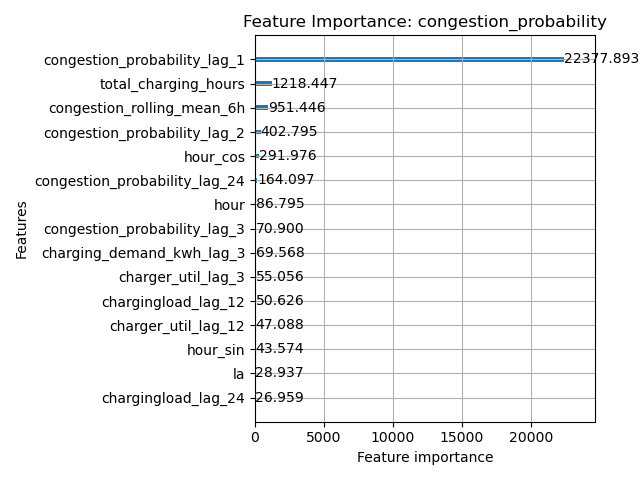 Feature Importance: congestion_probability
congestion_probability_lag_1 22377.893
total_charging_hours 1218.447
congestion_rolling_mean_6h 951.446
congestion_probability_lag_2 402.795
hour_cos 291.976
congestion_probability_lag_24 164.097
hour 86.795
congestion_probability_lag_3 70.900
charging_demand_kwh_lag_3 69.568
charger_util_lag_3 55.056
chargingload_lag_12 50.626
charger_util_lag_12 47.088
hour_sin 43.574
la 28.937
chargingload_lag_24 26.959
Features
0 5000 10000 15000 20000
Feature importance